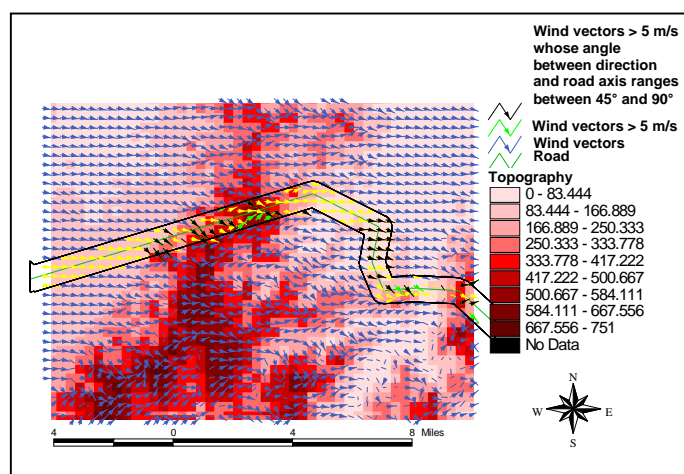 Wind vectors > 5 m/s
whose angle
between direction
and road axis ranges
between 45° and 90°
Wind vectors > 5 m/s
Wind vectors
Road
Topography
0 - 83.444
83.444 - 166.889
166.889 - 250.333
250.333 - 333.778
333.778 - 417.222
417.222 - 500.667
500.667 - 584.111
584.111 - 667.556
667.556 - 751
No Data
N
W E
S
4 0 4 8 Miles